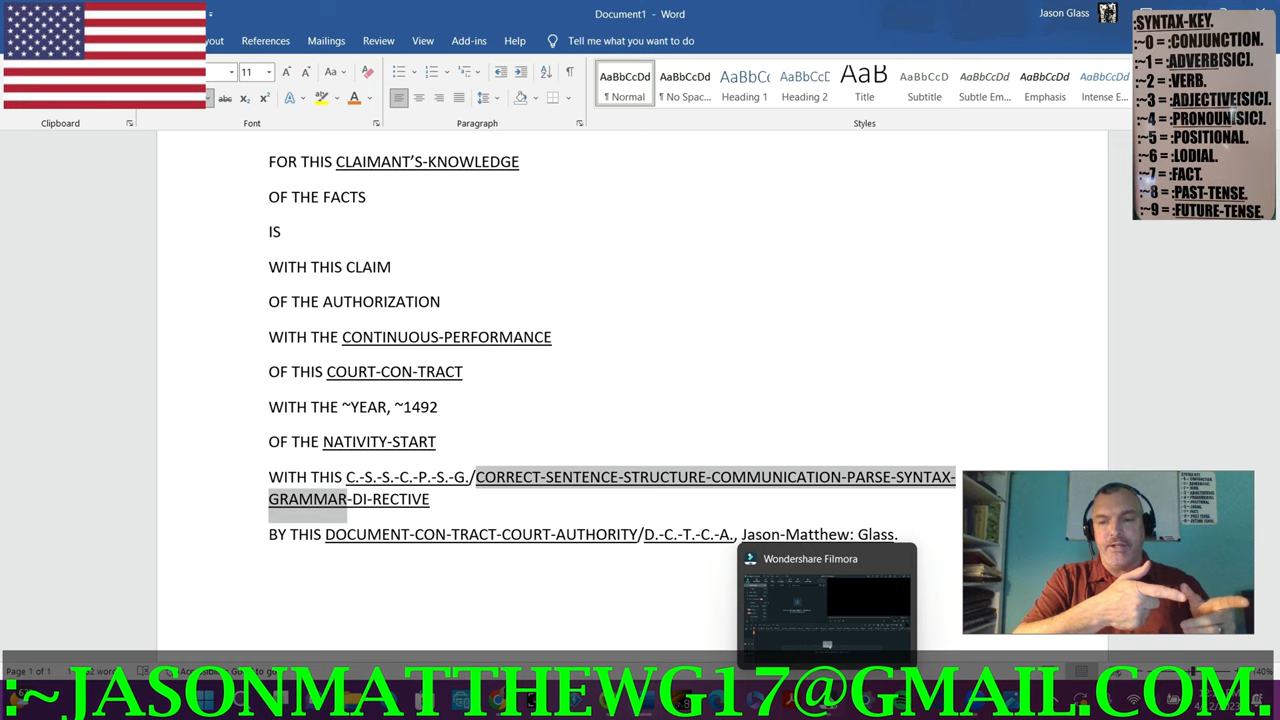 Document1 - Word
Jason Glass
References
Mailings
Review
View
Add-ins
Help
Tell me what you want to do
11
Aa
AaBbCcDd
AaBbCcDd
AaBbCc
AaBbCcC
AaB
AaBbCcD
AaBbCcDd
AaBbCcDd
AaBbCcDd
¶ Normal
¶ No Spac...
Heading 1
Heading 2
Title
Subtitle
Subtle Em...
Emphasis
Intense E...
Clipboard
Font
Paragraph
Styles
:SYNTAX-KEY.
:~0 = :CONJUNCTION.
:~1 = :ADVERB[SIC].
:~2 = :VERB.
:~3 = :ADJECTIVE[SIC].
:~4 = :PRONOUN[SIC].
:~5 = :POSITIONAL.
:~6 = :LODIAL.
:~7 = :FACT.
:~8 = :PAST-TENSE.
:~9 = :FUTURE-TENSE.
FOR THIS CLAIMANT’S-KNOWLEDGE
OF THE FACTS
IS
WITH THIS CLAIM
OF THE AUTHORIZATION
WITH THE CONTINUOUS-PERFORMANCE
OF THIS COURT-CON-TRACT
WITH THE ~YEAR, ~1492
OF THE NATIVITY-START
WITH THIS C.-S.-S.-C.-P.-S.-G./CORRECT-SENTENCE-STRUCTURE-COMMUNICATION-PARSE-SYNTAX-
GRAMMAR-DI-RECTIVE
BY THIS DOCUMENT-CON-TRACT-COURT-AUTHORITY/D.-C.-T.-C.-A., Jason-Matthew: Glass.
Wondershare Filmora
Page 1 of 1
:~JASONMATTHEWG17@GMAIL.COM.